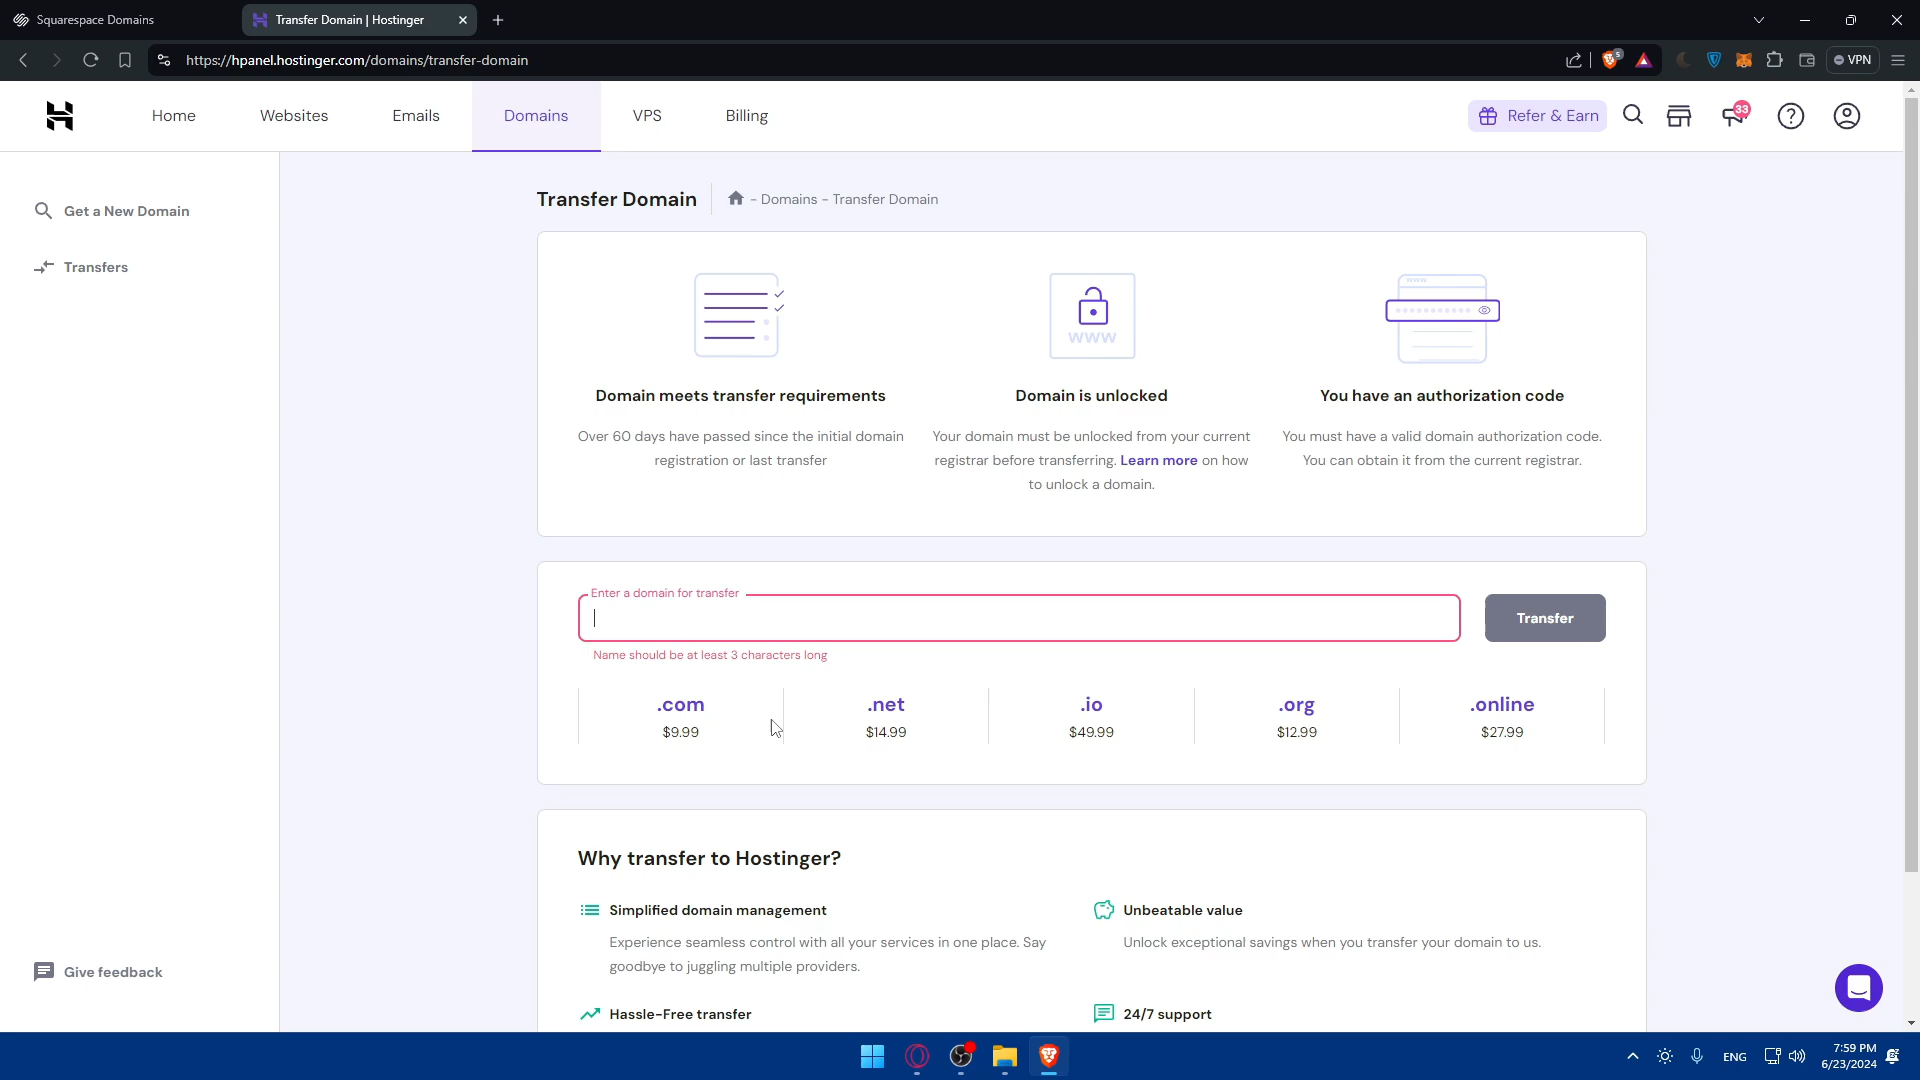 Squarespace Domains
Transfer Domain | Hostinger
https://hpanel.hostinger.com/domains/transfer-domain
5
VPN
Home
Websites
Emails
Domains
VPS
Billing
Refer & Earn
33
Get a New Domain
Transfers
Transfer Domain
- Domains - Transfer Domain
www
www
Domain meets transfer requirements
Over 60 days have passed since the initial domain
registration or last transfer
Domain is unlocked
Your domain must be unlocked from your current
registrar before transferring. Learn more on how
to unlock a domain.
You have an authorization code
You must have a valid domain authorization code.
You can obtain it from the current registrar.
Enter a domain for transfer
Transfer
Name should be at least 3 characters long
.com
$9.99
.net
$14.99
.io
$49.99
.org
$12.99
.online
$27.99
Why transfer to Hostinger?
Simplified domain management
Experience seamless control with all your services in one place. Say
goodbye to juggling multiple providers.
Unbeatable value
Unlock exceptional savings when you transfer your domain to us.
Hassle-Free transfer
24/7 support
Give feedback
ENG
7:59 PM
6/23/2024